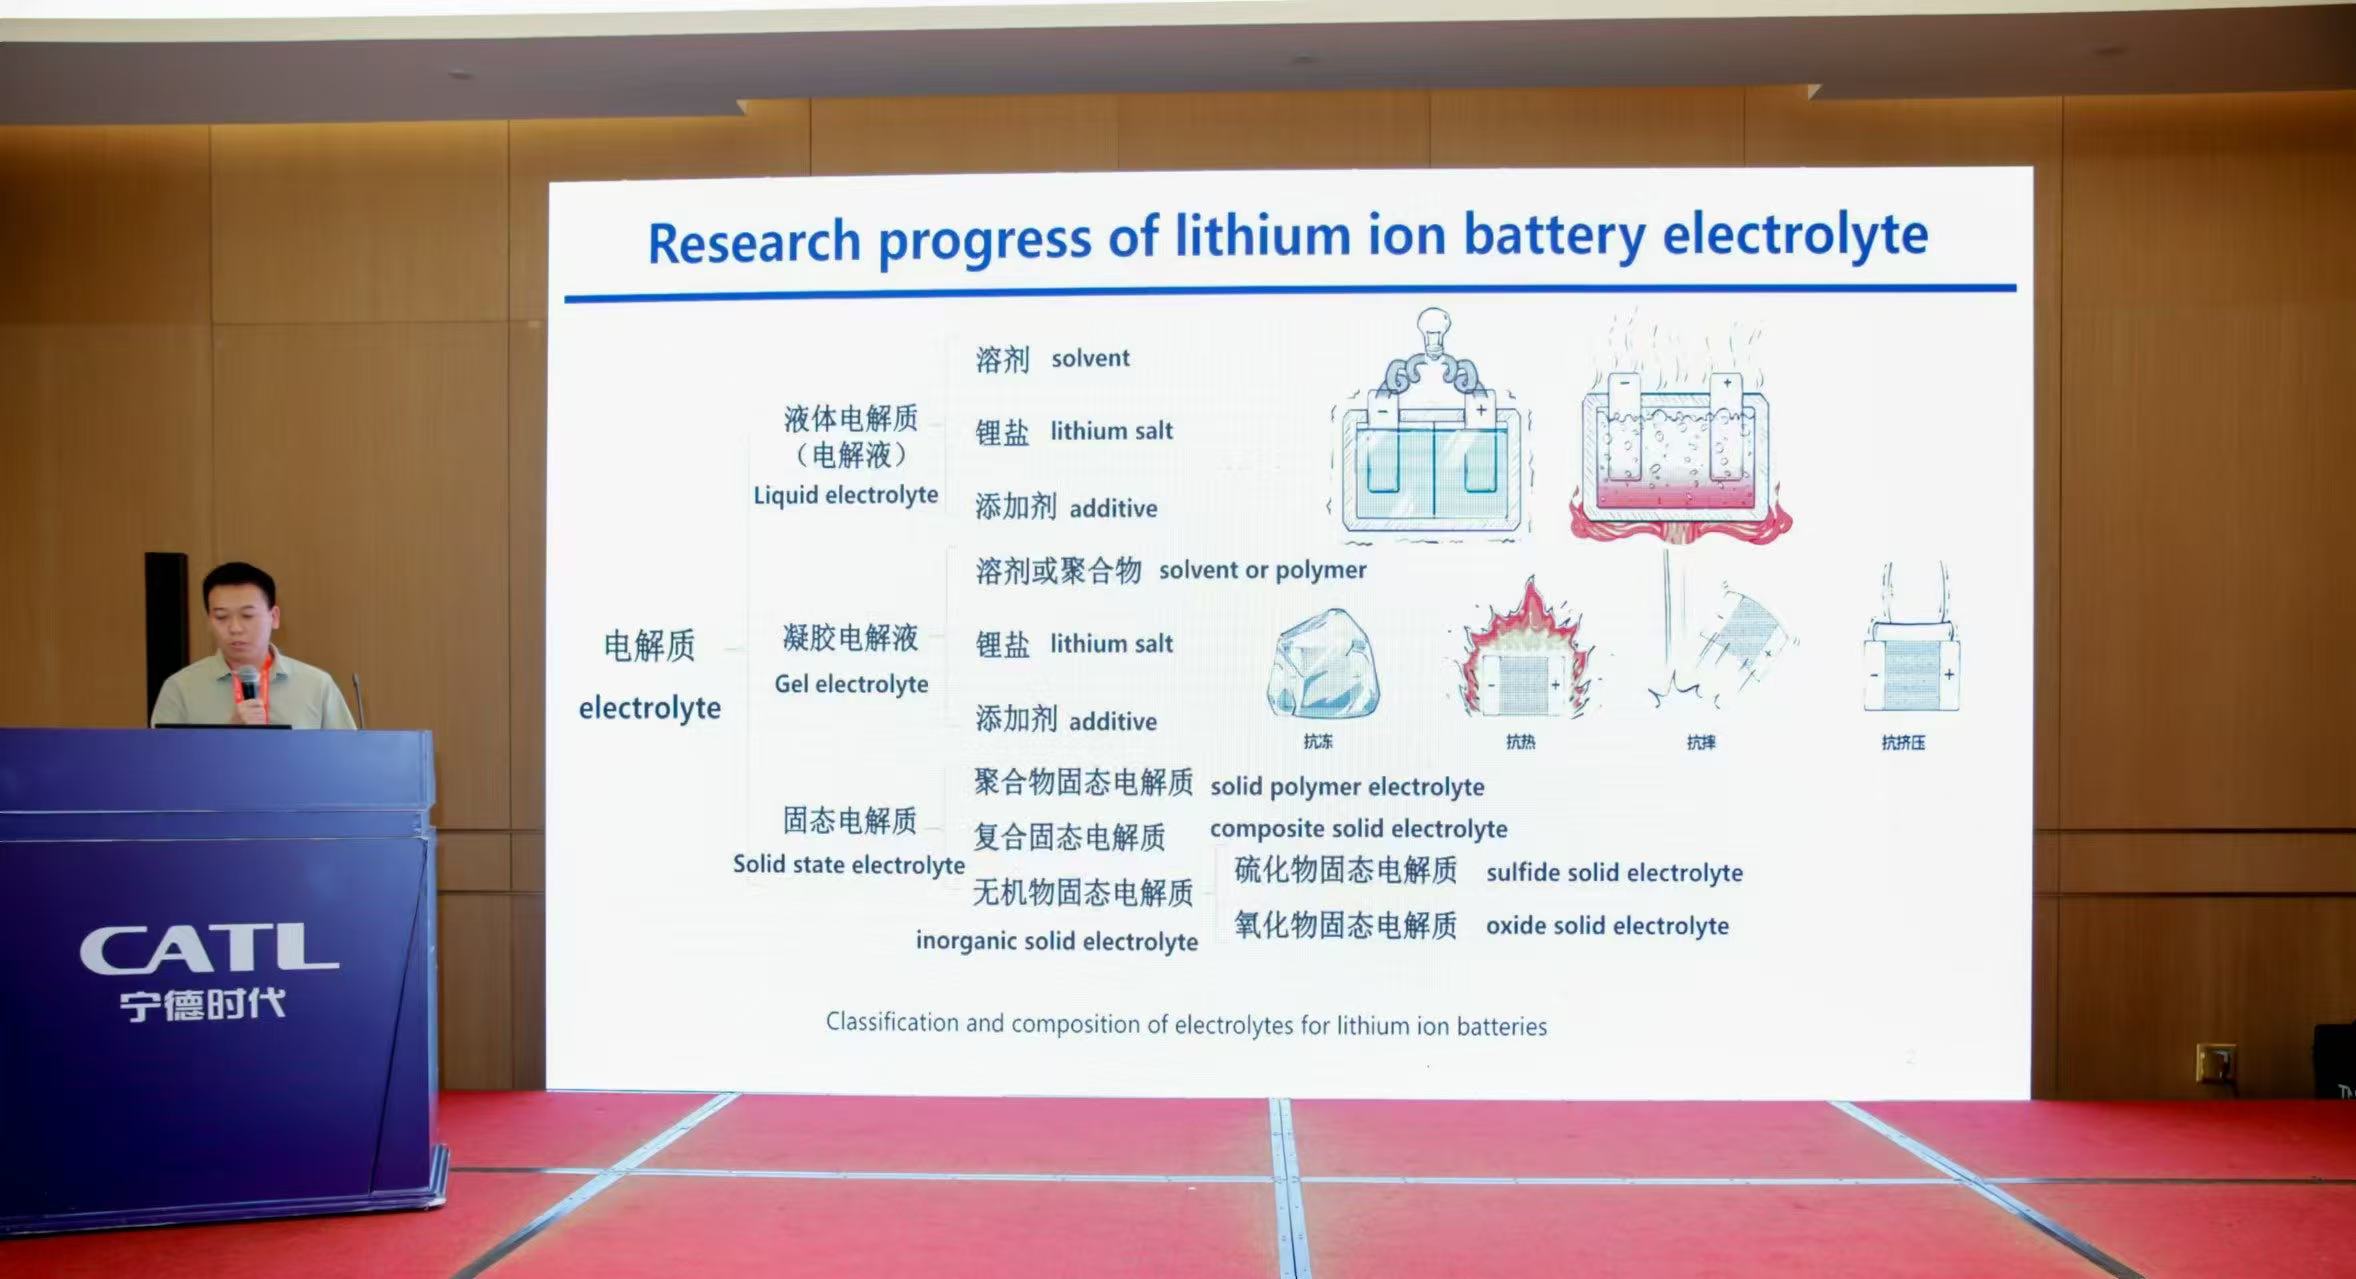 Research progress of lithium ion battery electrolyte
电解质
electrolyte
液体电解质
（电解液）
Liquid electrolyte
溶剂 solvent
锂盐 lithium salt
添加剂 additive
凝胶电解液
Gel electrolyte
溶剂或聚合物 solvent or polymer
锂盐 lithium salt
添加剂 additive
固态电解质
Solid state electrolyte
聚合物固态电解质 solid polymer electrolyte
复合固态电解质 composite solid electrolyte
无机物固态电解质
inorganic solid electrolyte
硫化物固态电解质 sulfide solid electrolyte
氧化物固态电解质 oxide solid electrolyte
- +
- +
- +
+
- +
抗冻 抗热 抗摔 抗挤压
Classification and composition of electrolytes for lithium ion batteries
2
CATL
宁德时代